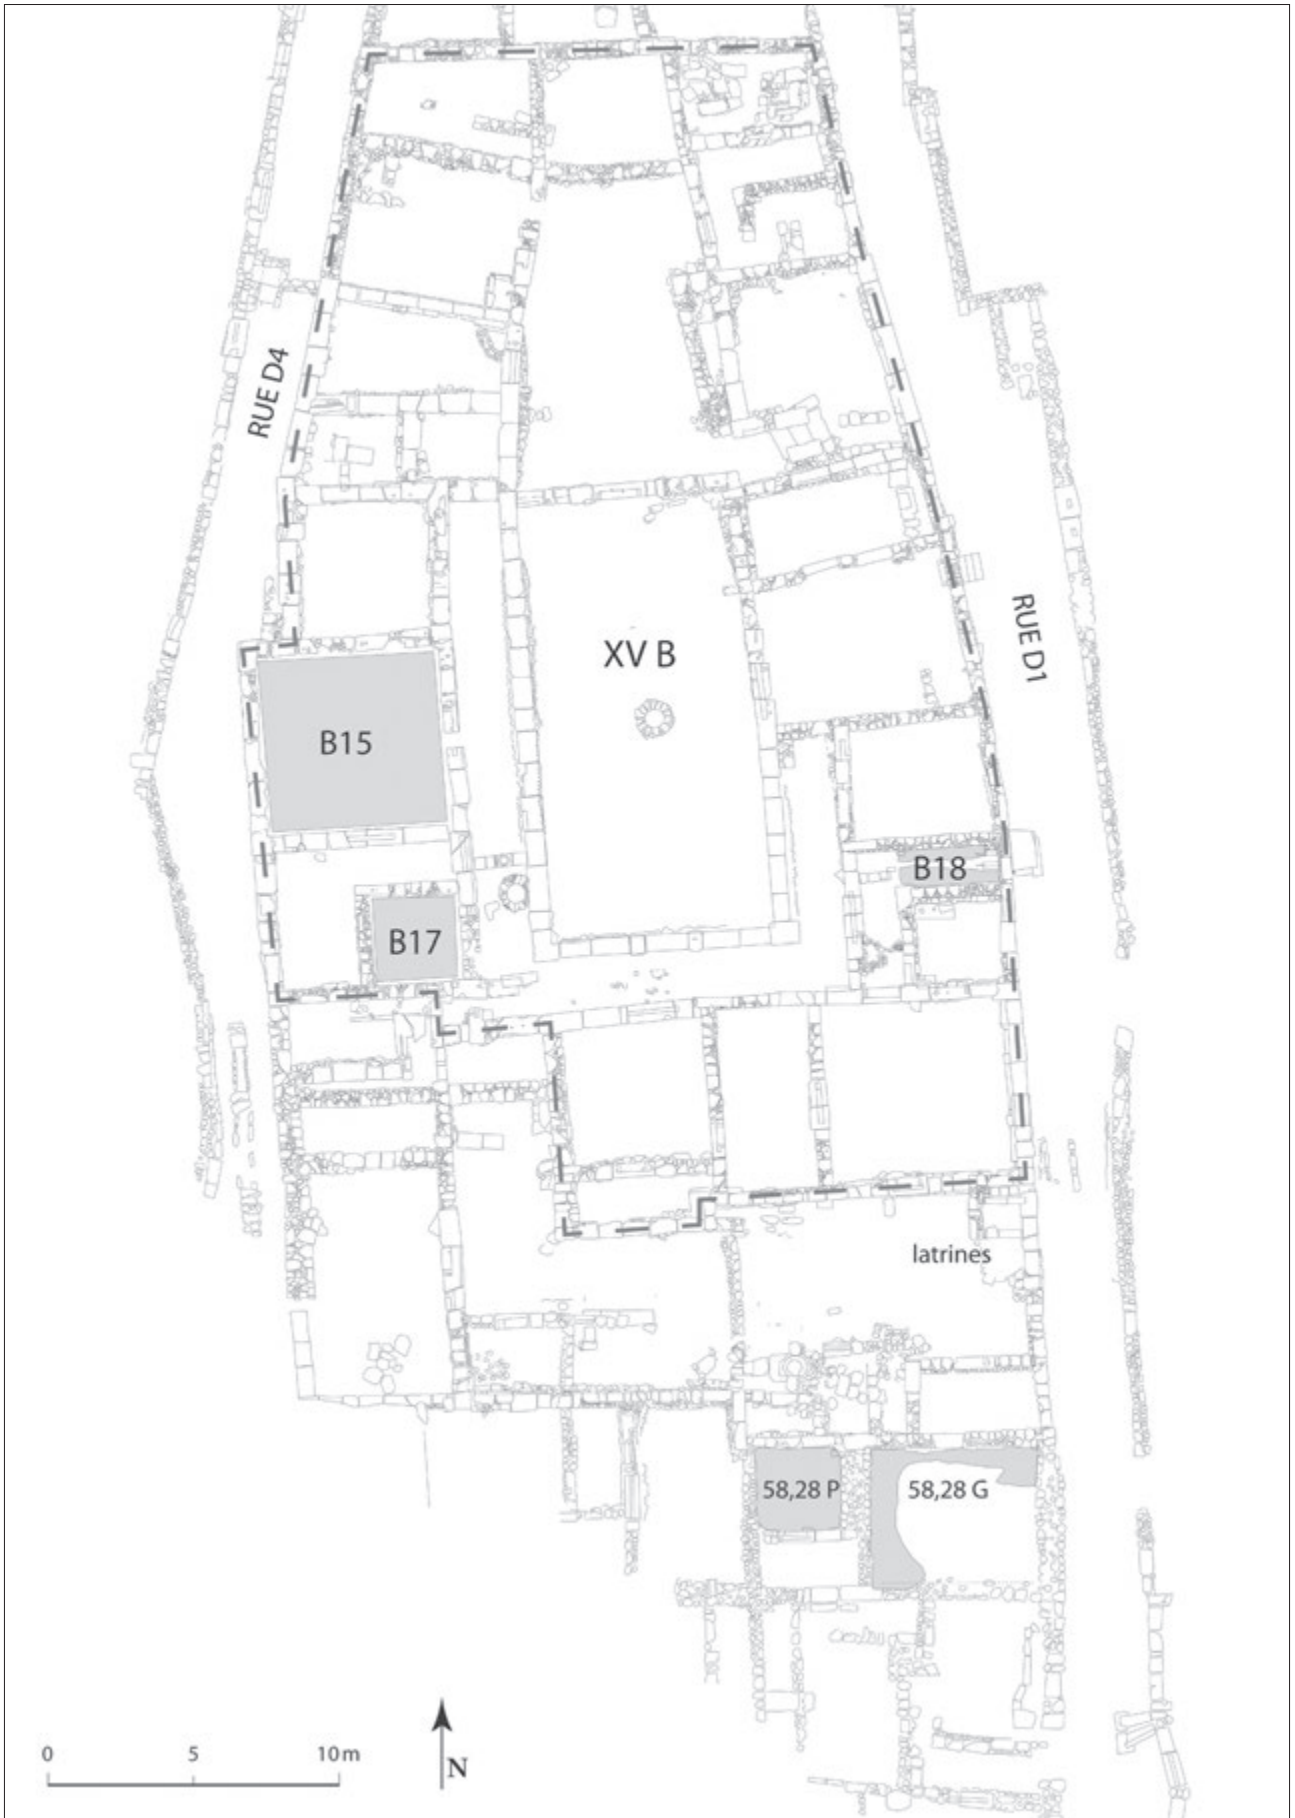 RUE D4
RUE D1
XV B
B15
B18
B17
latrines
58,28 P
58,28 G
0 5 10 m
N